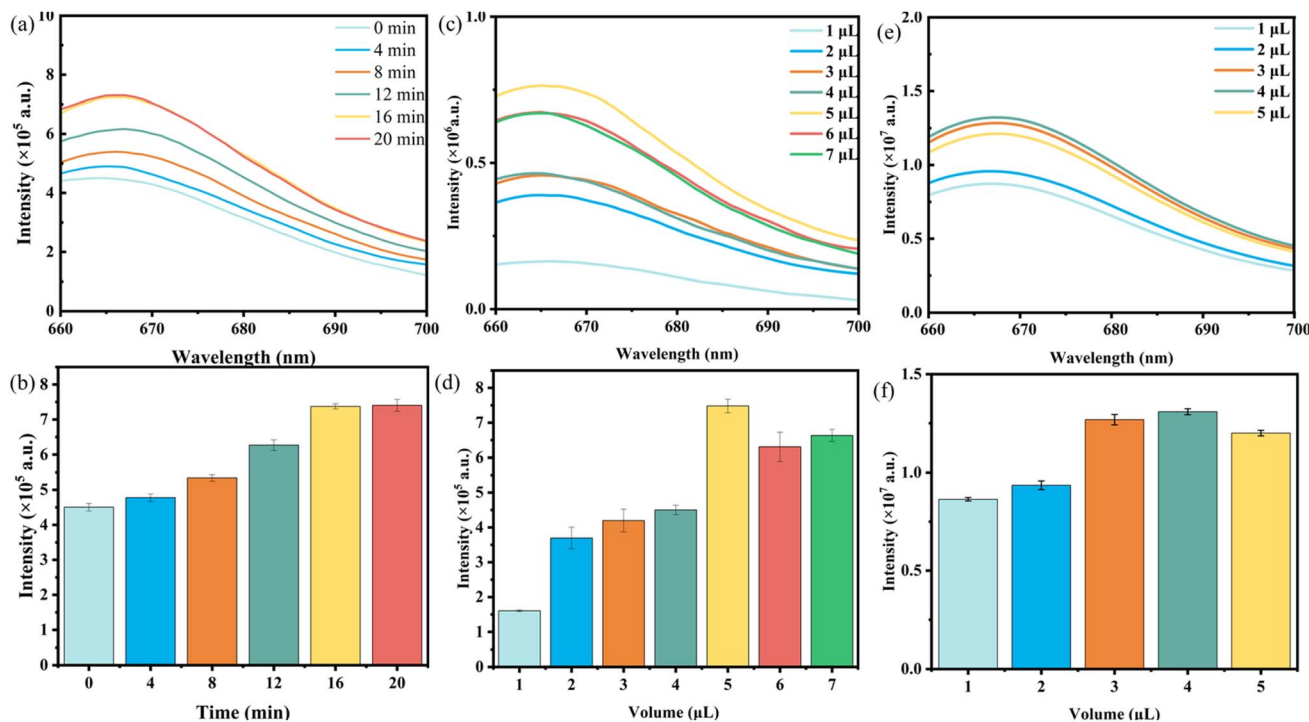 (a)
10
8
6
4
2
0
Intensity (×10⁵ a.u.)
0 min
4 min
8 min
12 min
16 min
20 min
660
670
680
690
700
Wavelength (nm)
(c)
1.0
0.5
0.0
Intensity (×10⁶a.u.)
1 µL
2 µL
3 µL
4 µL
5 µL
6 µL
7 µL
660
670
680
690
700
Wavelength (nm)
(e)
2.0
1.5
1.0
0.5
0.0
Intensity (×10⁷ a.u.)
1 µL
2 µL
3 µL
4 µL
5 µL
660
670
680
690
700
Wavelength (nm)
(b)
8
7
6
5
4
3
2
1
0
Intensity (×10⁵ a.u.)
0
4
8
12
16
20
Time (min)
(d)
8
7
6
5
4
3
2
1
0
Intensity (×10⁵ a.u.)
1
2
3
4
5
6
7
Volume (µL)
(f)
1.5
1.0
0.5
0.0
Intensity (×10⁷ a.u.)
1
2
3
4
5
Volume (µL)